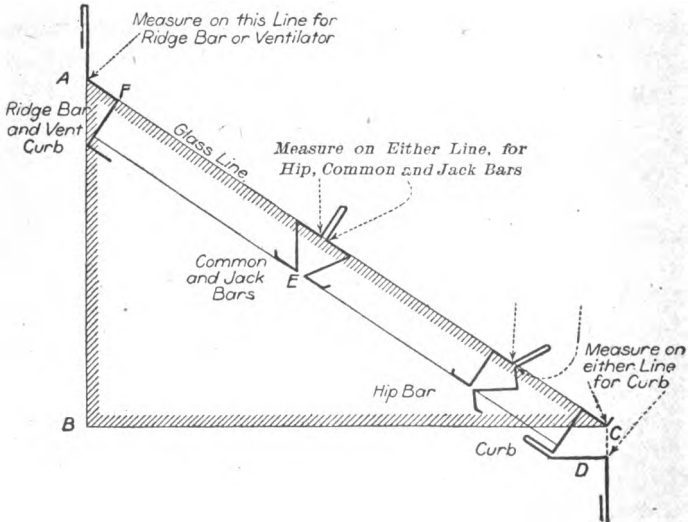 Measure on this Line for
Ridge Bar or Ventilator
A
F
Ridge Bar
and Vent
Curb
Glass Line
Measure on Either Line, for
Hip, Common and Jack Bars
Common
and Jack
Bars
E
Measure on
either Line
for Curb
Hip Bar
B
C
Curb
D